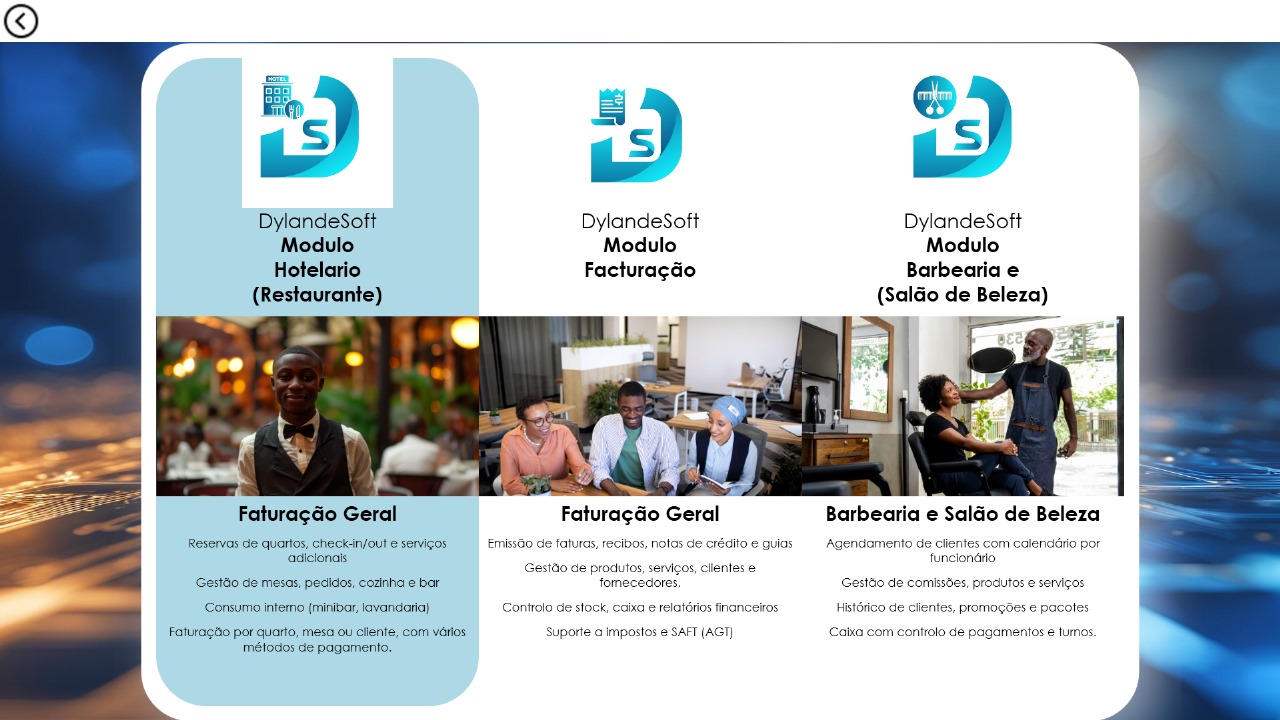 HOTEL
S
DylandeSoft
Modulo
Hotelario
(Restaurante)
Faturação Geral
Reservas de quartos, check-in/out e serviços
adicionais
Gestão de mesas, pedidos, cozinha e bar
Consumo interno (minibar, lavandaria)
Faturação por quarto, mesa ou cliente, com vários
métodos de pagamento.
S
DylandeSoft
Modulo
Facturação
Faturação Geral
Emissão de faturas, recibos, notas de crédito e guias
Gestão de produtos, serviços, clientes e
fornecedores.
Controlo de stock, caixa e relatórios financeiros
Suporte a impostos e SAFT (AGT)
S
DylandeSoft
Modulo
Barbearia e
(Salão de Beleza)
Barbearia e Salão de Beleza
Agendamento de clientes com calendário por
funcionário
Gestão de comissões, produtos e serviços
Histórico de clientes, promoções e pacotes
Caixa com controlo de pagamentos e turnos.